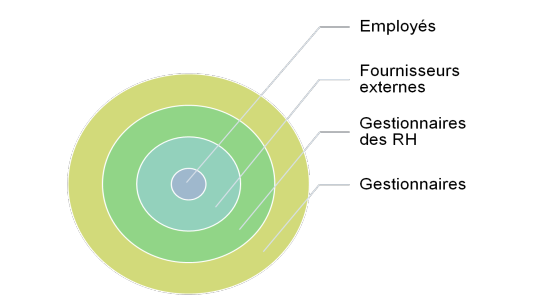 Employés
Fournisseurs
externes
Gestionnaires
des RH
Gestionnaires